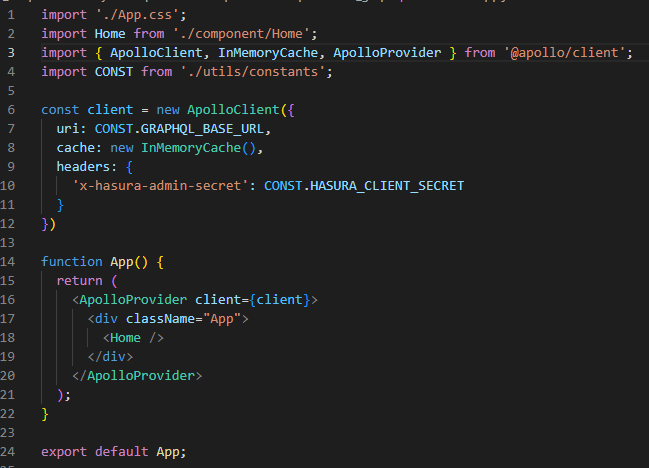 1 import './App.css';
2 import Home from './component/Home';
3 import { ApolloClient, InMemoryCache, ApolloProvider } from '@apollo/client';
4 import CONST from './utils/constants';
5
6 const client = new ApolloClient({
7   uri: CONST.GRAPHQL_BASE_URL,
8   cache: new InMemoryCache(),
9   headers: {
10     'x-hasura-admin-secret': CONST.HASURA_CLIENT_SECRET
11   }
12 })
13
14 function App() {
15   return (
16     <ApolloProvider client={client}>
17       <div className="App">
18         <Home />
19       </div>
20     </ApolloProvider>
21   );
22 }
23
24 export default App;